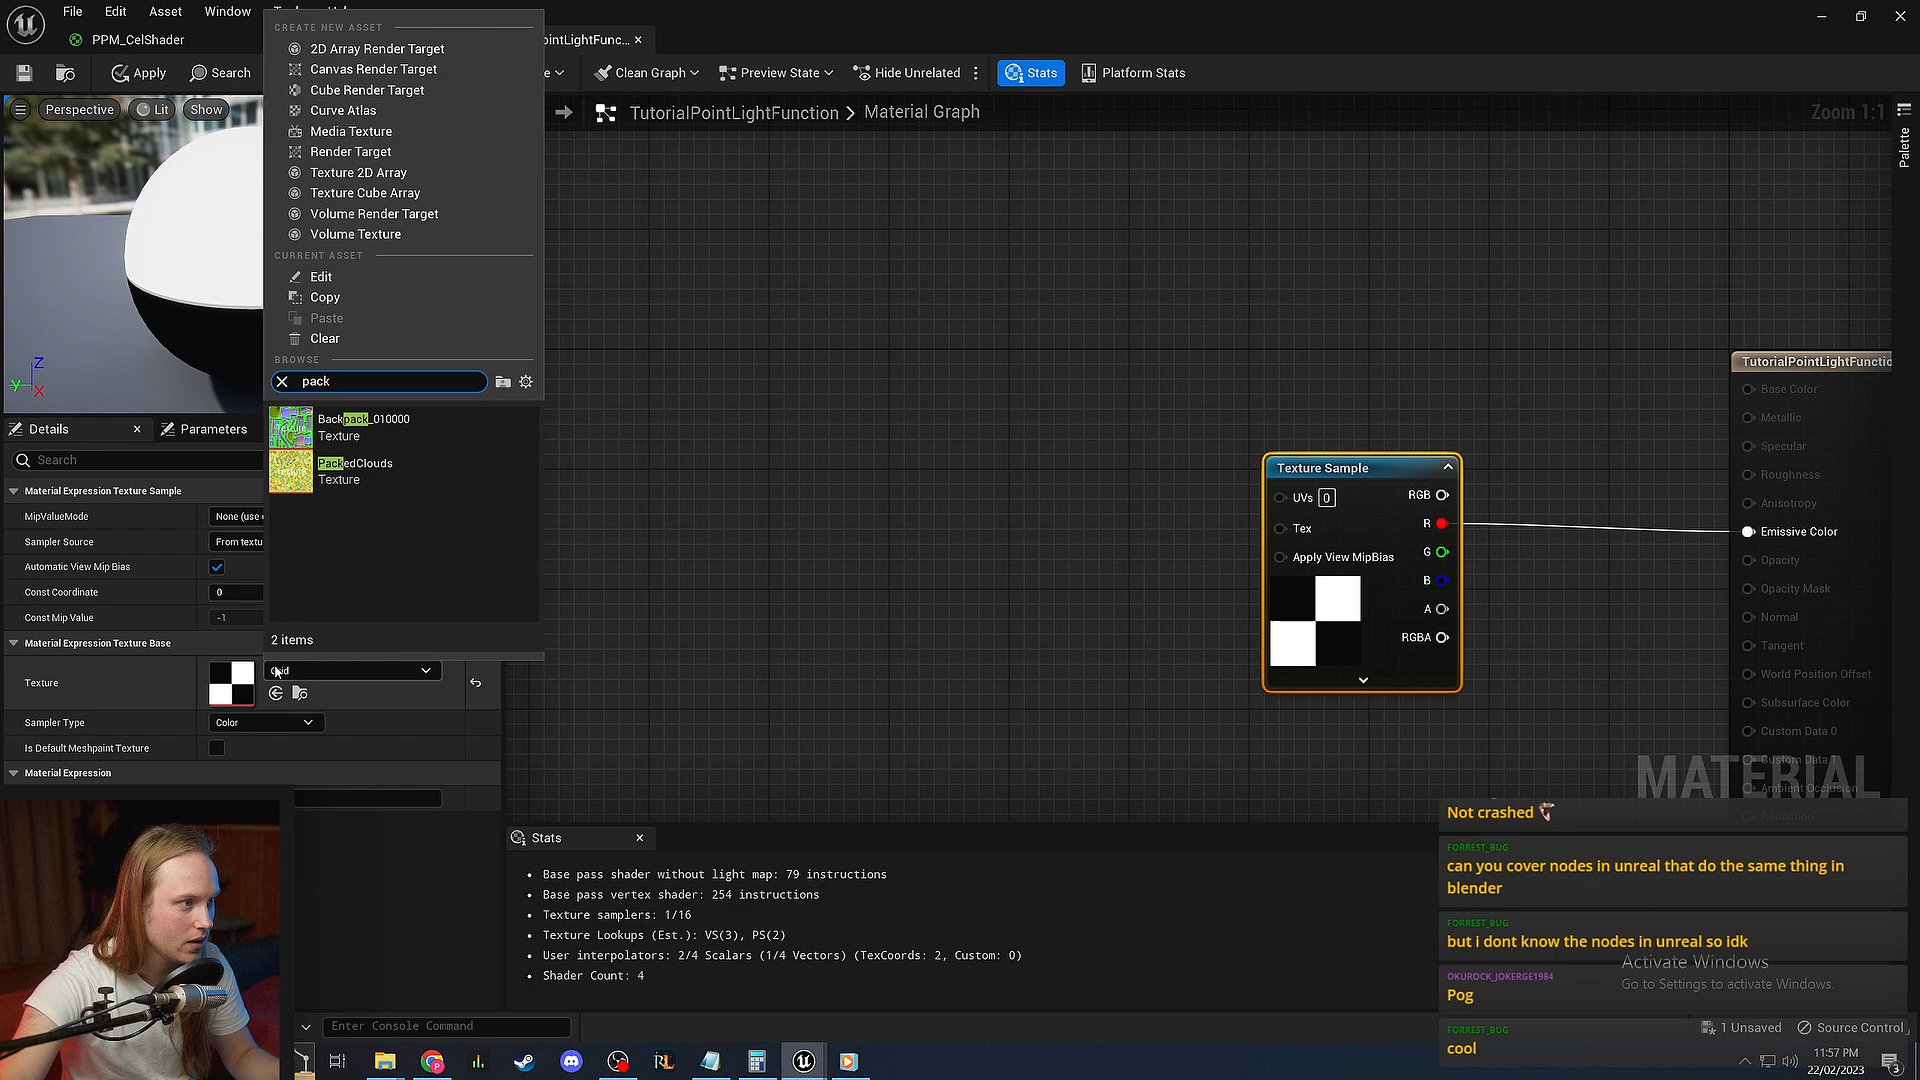 File Edit Asset Window
PPM_CelShader
ointLightFunc...
Apply Search
Clean Graph Preview State Hide Unrelated Stats Platform Stats
Perspective Lit Show
TutorialPointLightFunction > Material Graph
Zoom 1:1
Palette
CREATE NEW ASSET
2D Array Render Target
Canvas Render Target
Cube Render Target
Curve Atlas
Media Texture
Render Target
Texture 2D Array
Texture Cube Array
Volume Render Target
Volume Texture
CURRENT ASSET
Edit
Copy
Paste
Clear
BROWSE
pack
Backpack_010000
Texture
PackedClouds
Texture
2 items
Z
Y
X
Details Parameters
Search
Material Expression Texture Sample
MipValueMode None (use
Sampler Source From textu
Automatic View Mip Bias
Const Coordinate 0
Const Mip Value -1
Material Expression Texture Base
Texture
Sampler Type Color
Is Default Meshpaint Texture
Material Expression
Texture Sample
UVs 0 RGB
R
Tex
G
Apply View MipBias
B
A
RGBA
TutorialPointLightFunctio
Base Color
Metallic
Specular
Roughness
Anisotropy
Emissive Color
Opacity
Opacity Mask
Normal
Tangent
World Position Offset
Subsurface Color
Custom Data 0
Custom Data 1
Ambient Occlusion
Refraction
MATERIAL
Stats
Base pass shader without light map: 79 instructions
Base pass vertex shader: 254 instructions
Texture samplers: 1/16
Texture Lookups (Est.): VS(3), PS(2)
User interpolators: 2/4 Scalars (1/4 Vectors) (TexCoords: 2, Custom: 0)
Shader Count: 4
Not crashed
FORREST_BUG
can you cover nodes in unreal that do the same thing in
blender
FORREST_BUG
but i dont know the nodes in unreal so idk
OKUROCK_JOKERGE1984
Pog
FORREST_BUG
cool
Activate Windows
Go to Settings to activate Windows.
Enter Console Command
1 Unsaved Source Control
11:57 PM
22/02/2023
3